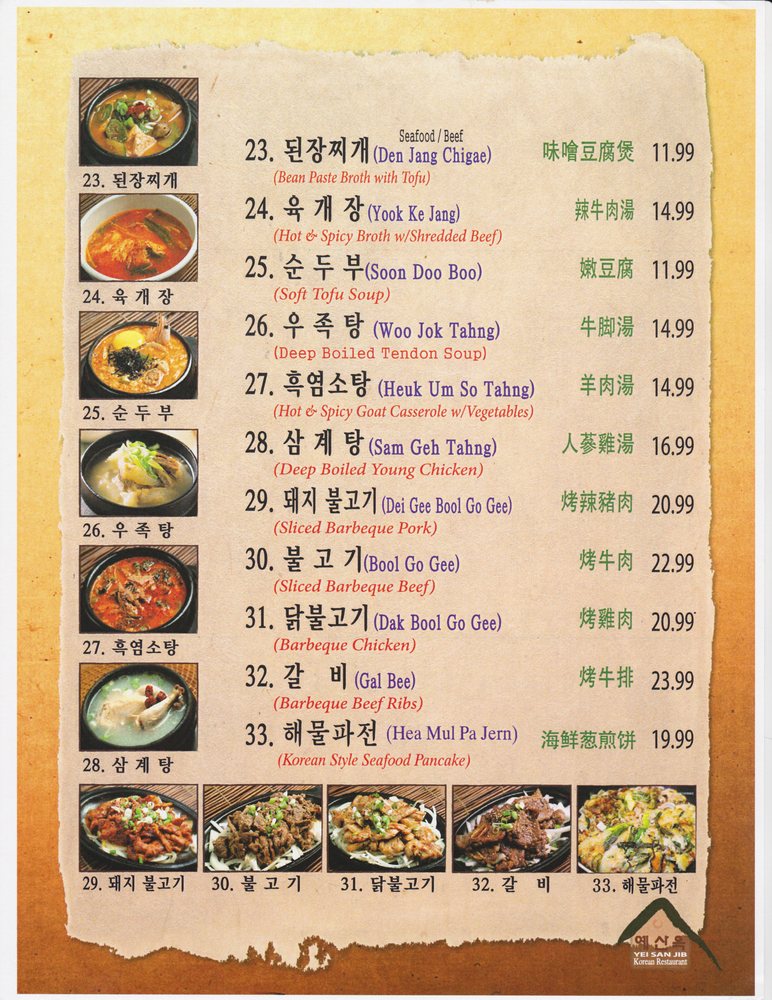 Seafood / Beef
23. 된장찌개 (Den Jang Chigae) 味噌豆腐煲 11.99
(Bean Paste Broth with Tofu)
23. 된장찌개
24. 육 개 장 (Yook Ke Jang) 辣牛肉湯 14.99
(Hot & Spicy Broth w/Shredded Beef)
25. 순 두 부 (Soon Doo Boo) 嫩豆腐 11.99
(Soft Tofu Soup)
24. 육 개 장
26. 우 족 탕 (Woo Jok Tahng) 牛脚湯 14.99
(Deep Boiled Tendon Soup)
27. 흑염소탕 (Heuk Um So Tahng) 羊肉湯 14.99
(Hot & Spicy Goat Casserole w/Vegetables)
25. 순 두 부
28. 삼 계 탕 (Sam Geh Tahng) 人蔘雞湯 16.99
(Deep Boiled Young Chicken)
29. 돼지 불고기 (Dei Gee Bool Go Gee) 烤辣豬肉 20.99
(Sliced Barbeque Pork)
26. 우 족 탕
30. 불 고 기 (Bool Go Gee) 烤牛肉 22.99
(Sliced Barbeque Beef)
31. 닭불고기 (Dak Bool Go Gee) 烤雞肉 20.99
(Barbeque Chicken)
27. 흑염소탕
32. 갈 비 (Gal Bee) 烤牛排 23.99
(Barbeque Beef Ribs)
33. 해물파전 (Hea Mul Pa Jern) 海鲜葱煎饼 19.99
(Korean Style Seafood Pancake)
28. 삼 계 탕
29. 돼지 불고기 30. 불 고 기 31. 닭불고기 32. 갈 비 33. 해물파전
예산옥
YEI SAN JIB
Korean Restaurant